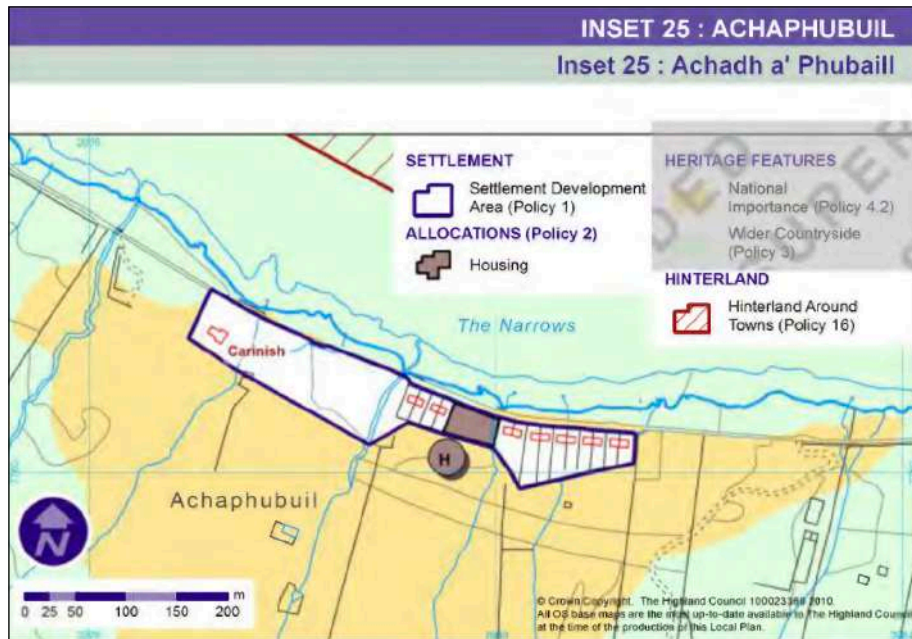 INSET 25 : ACHAPHUBUIL
Inset 25 : Achadh a' Phubaill
SETTLEMENT
Settlement Development
Area (Policy 1)
ALLOCATIONS (Policy 2)
Housing
HERITAGE FEATURES
National
Importance (Policy 4.2)
Wider Countryside
(Policy 3)
HINTERLAND
Hinterland Around
Towns (Policy 16)
The Narrows
Carinish
H
Achaphubuil
N
m
0 25 50 100 150 200
© Crown Copyright. The Highland Council 100023369 2010.
All OS base maps are the most up-to-date available to The Highland Council
at the time of the production of this Local Plan.